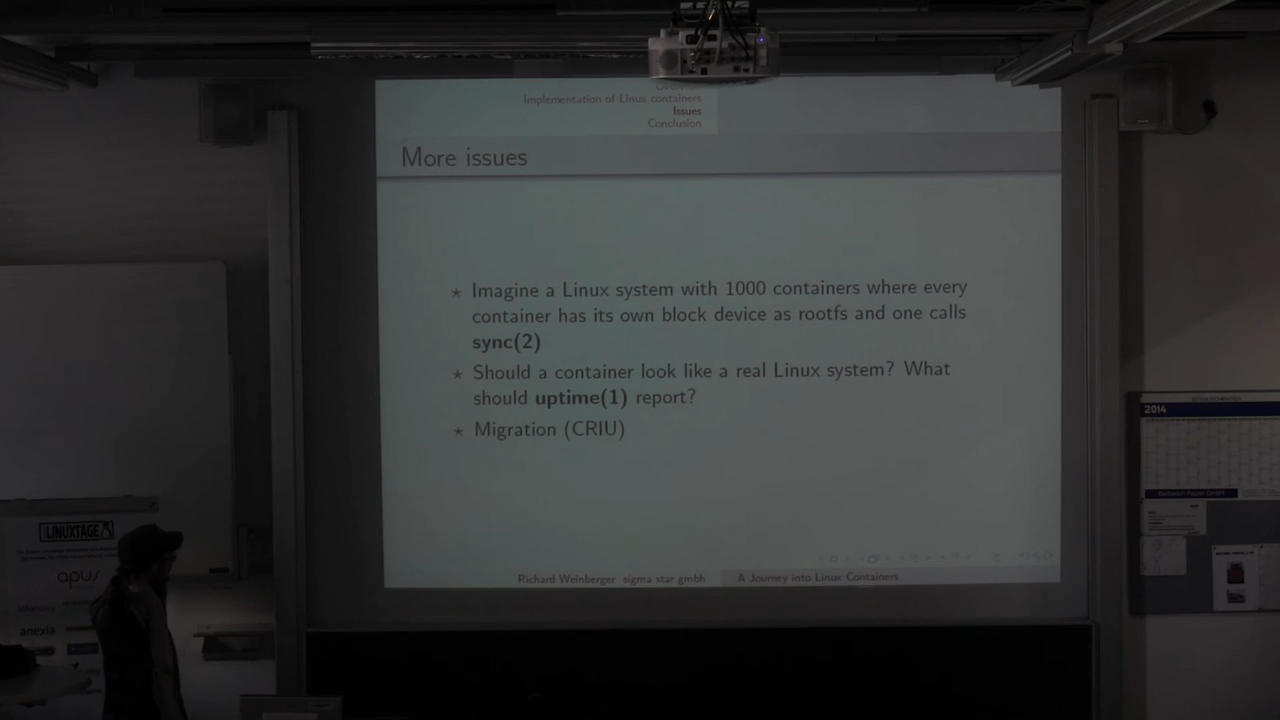 Implementation of Linux containers
Issues
Conclusion
More issues
⋆ Imagine a Linux system with 1000 containers where every
container has its own block device as rootfs and one calls
sync(2)
⋆ Should a container look like a real Linux system? What
should uptime(1) report?
⋆ Migration (CRIU)
Richard Weinberger sigma star gmbh
A Journey into Linux Containers
LINUXTAGE
apus
anexia
2014